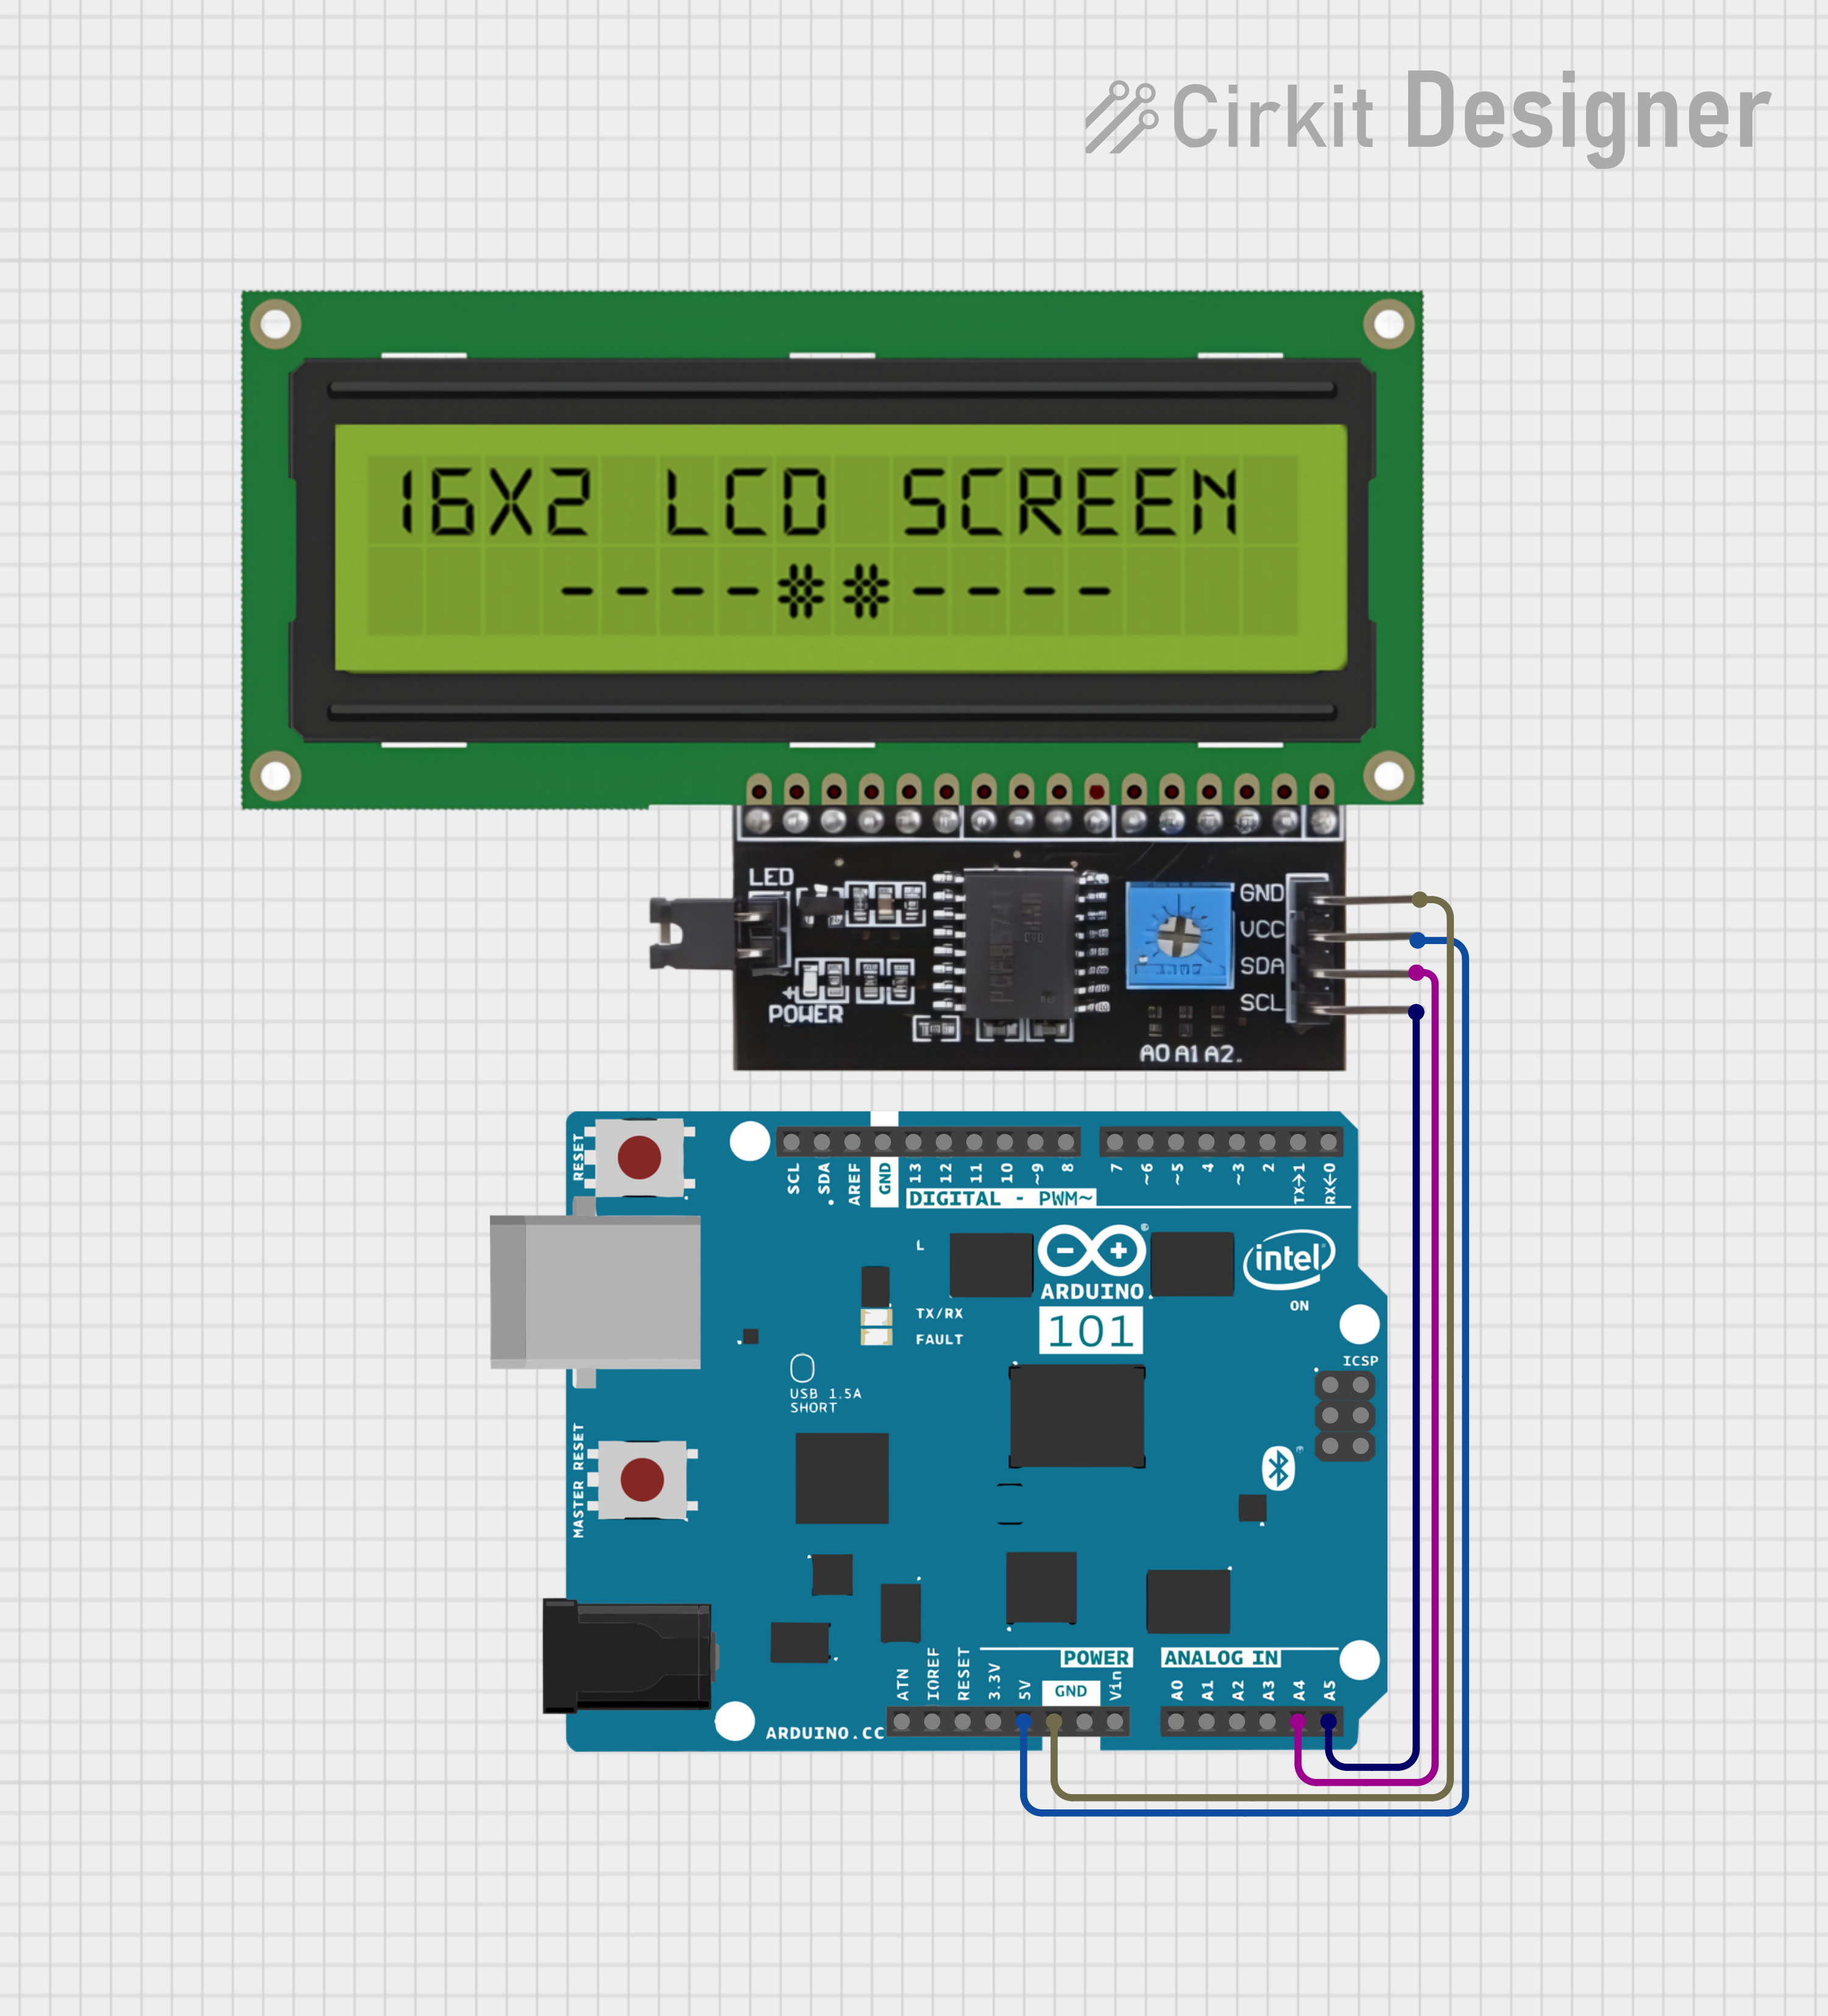 Cirkit Designer
16X2 LCD SCREEN
----##----
LED
GND
VCC
SDA
SCL
POWER
A0 A1 A2
RESET
SCL SDA AREF GND 13 12 11 10 ~9 8 7 ~6 ~5 4 ~3 2 TX→1 RX←0
DIGITAL - PWM~
L
ARDUINO
intel
ON
TX/RX
101
FAULT
ICSP
USB 1.5A
SHORT
MASTER RESET
POWER
ANALOG IN
ATN IOREF RESET 3.3V 5V GND Vin A0 A1 A2 A3 A4 A5
ARDUINO.CC